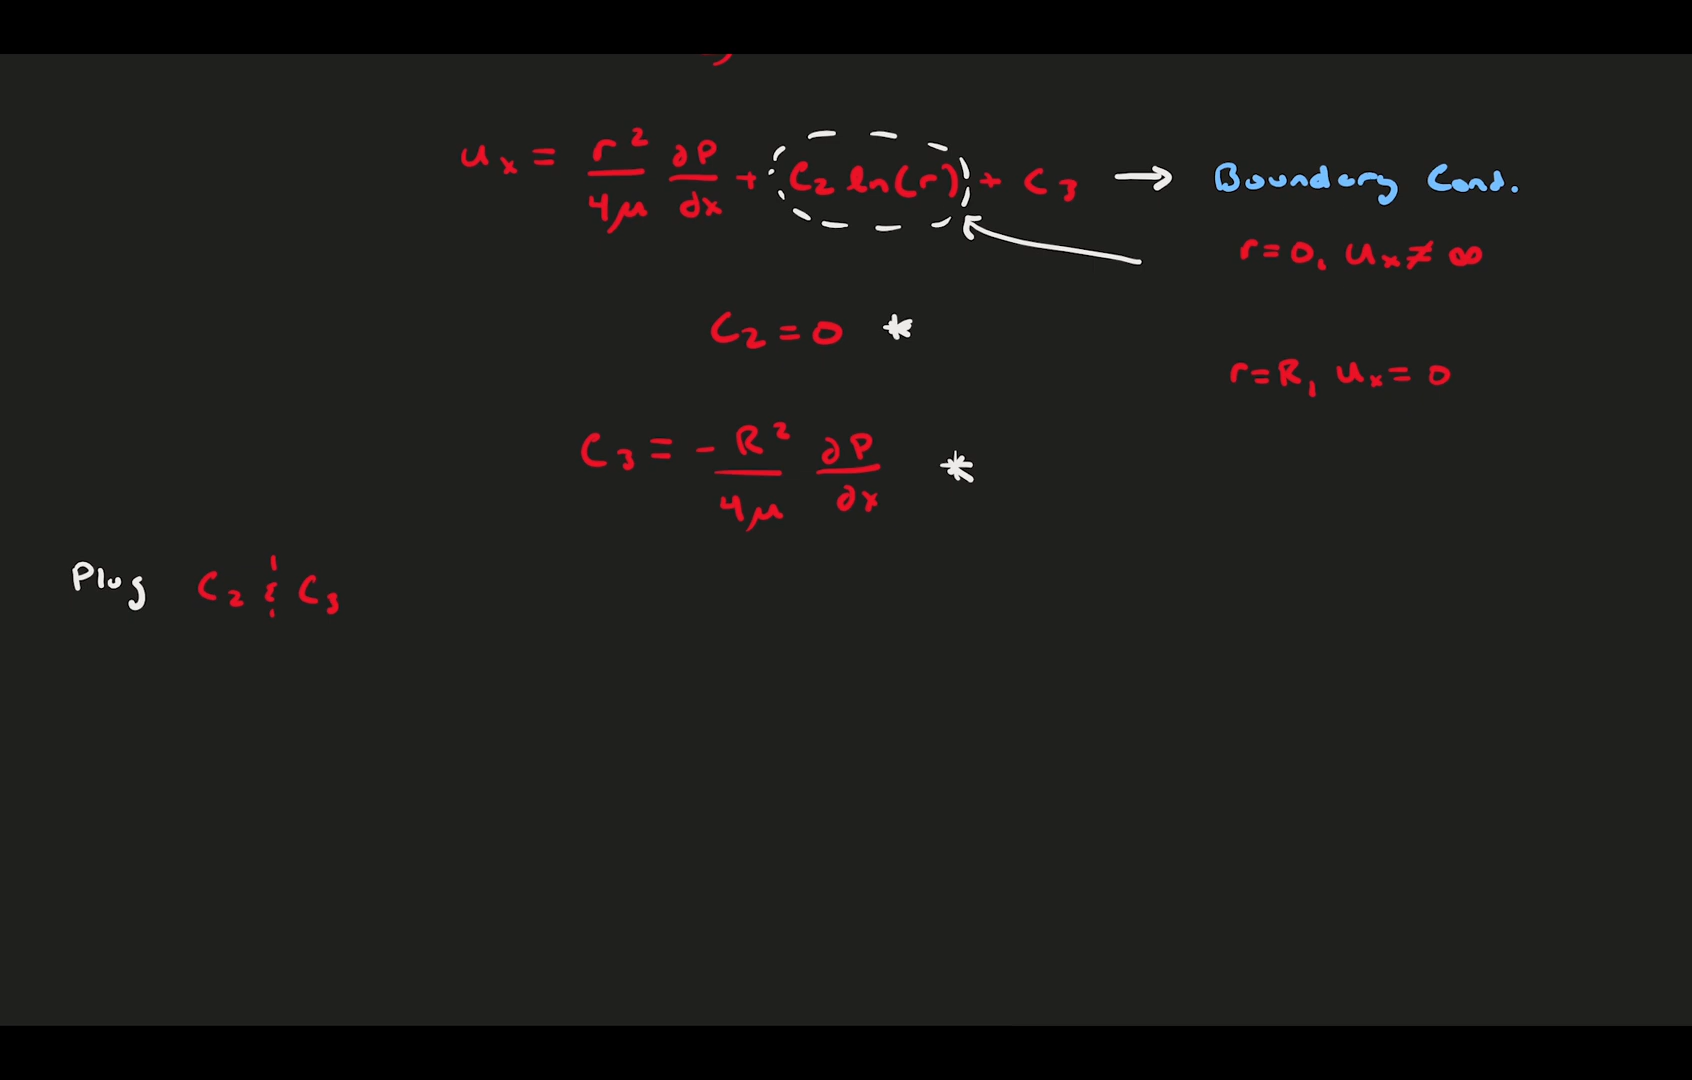 u_x = r²/4μ ∂P/dx + C₂ ln(r) + C₃ → Boundary Cond.
r=0, u_x ≠ ∞
C₂ = 0 *
r=R, u_x = 0
C₃ = -R²/4μ ∂P/∂x *
Plug C₂ & C₃